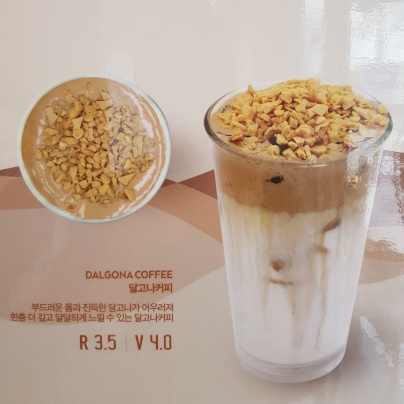 DALGONA COFFEE
달고나커피
부드러운 폼과 진득한 달고나가 어우러져
한층 더 깊고 달달하게 느낄 수 있는 달고나커피
R 3.5 | V 4.0